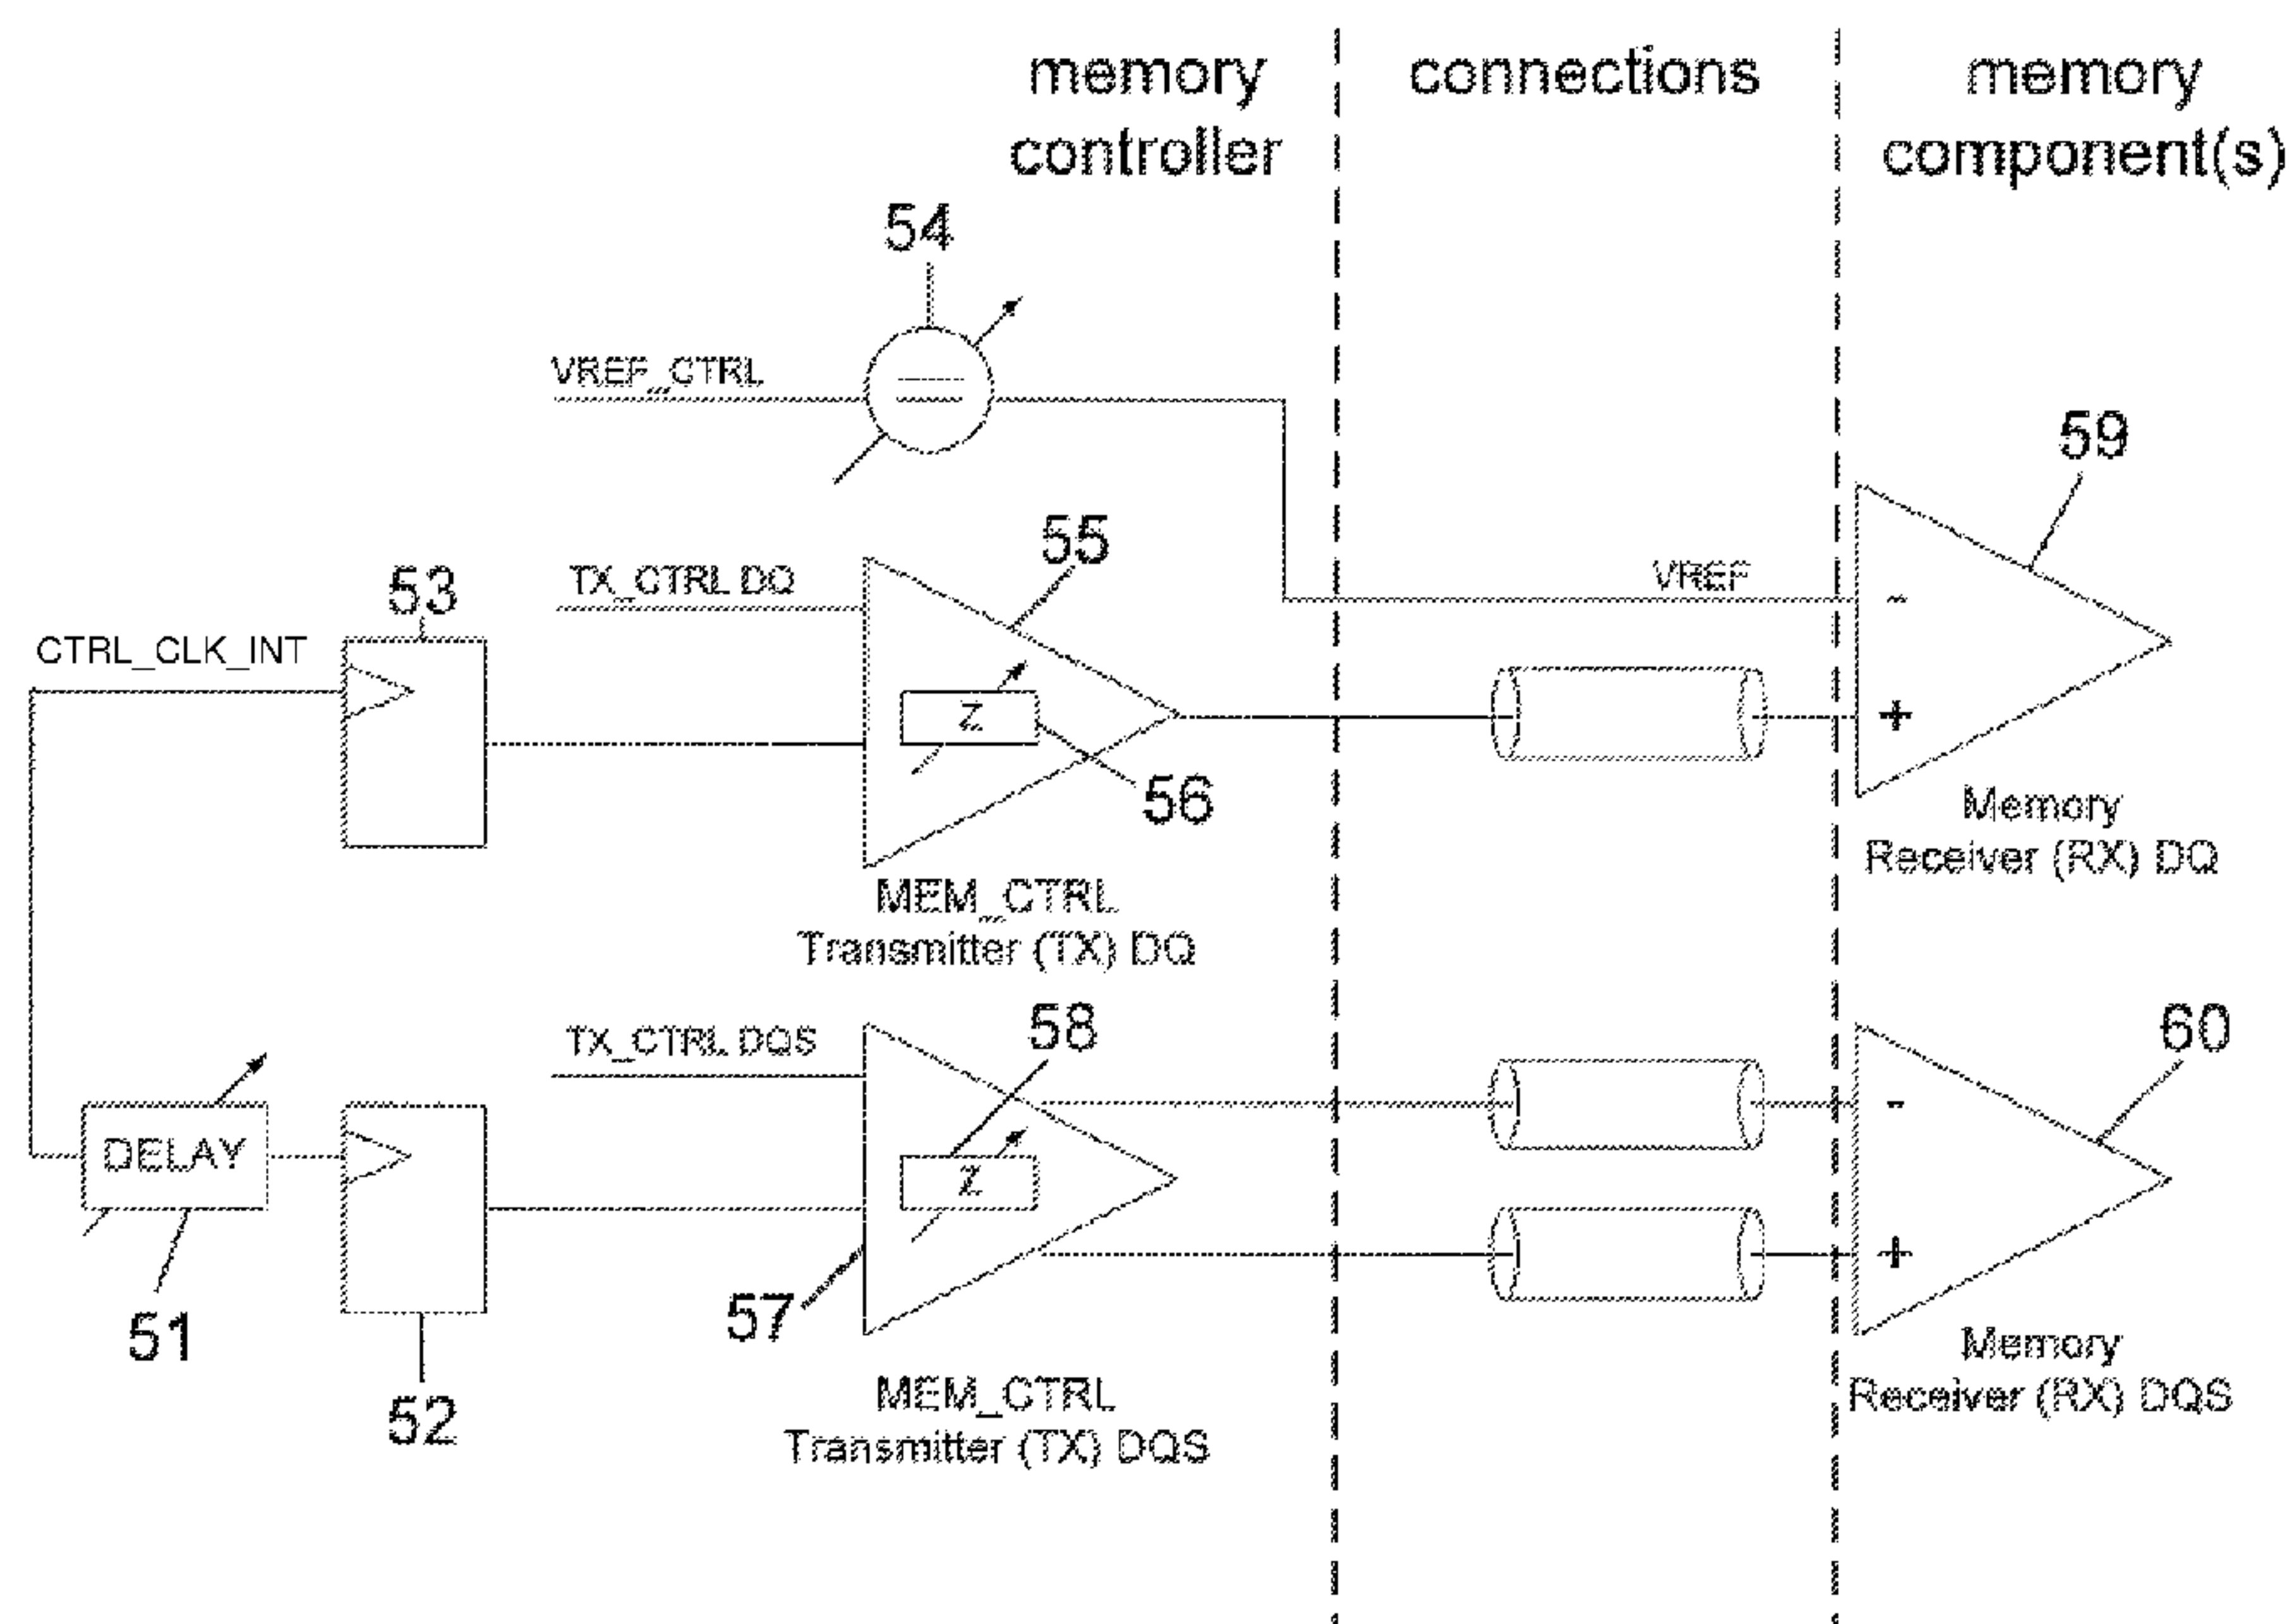 memory
controller
connections
memory
component(s)
54
VREF_CTRL
59
55
TX_CTRL DQ
VREF
53
-
CTRL_CLK_INT
Z
+
56
Memory
Receiver (RX) DQ
MEM_CTRL
Transmitter (TX) DQ
58
60
TX_CTRL DQS
-
DELAY
Z
+
57
51
52
Memory
Receiver (RX) DQS
MEM_CTRL
Transmitter (TX) DQS